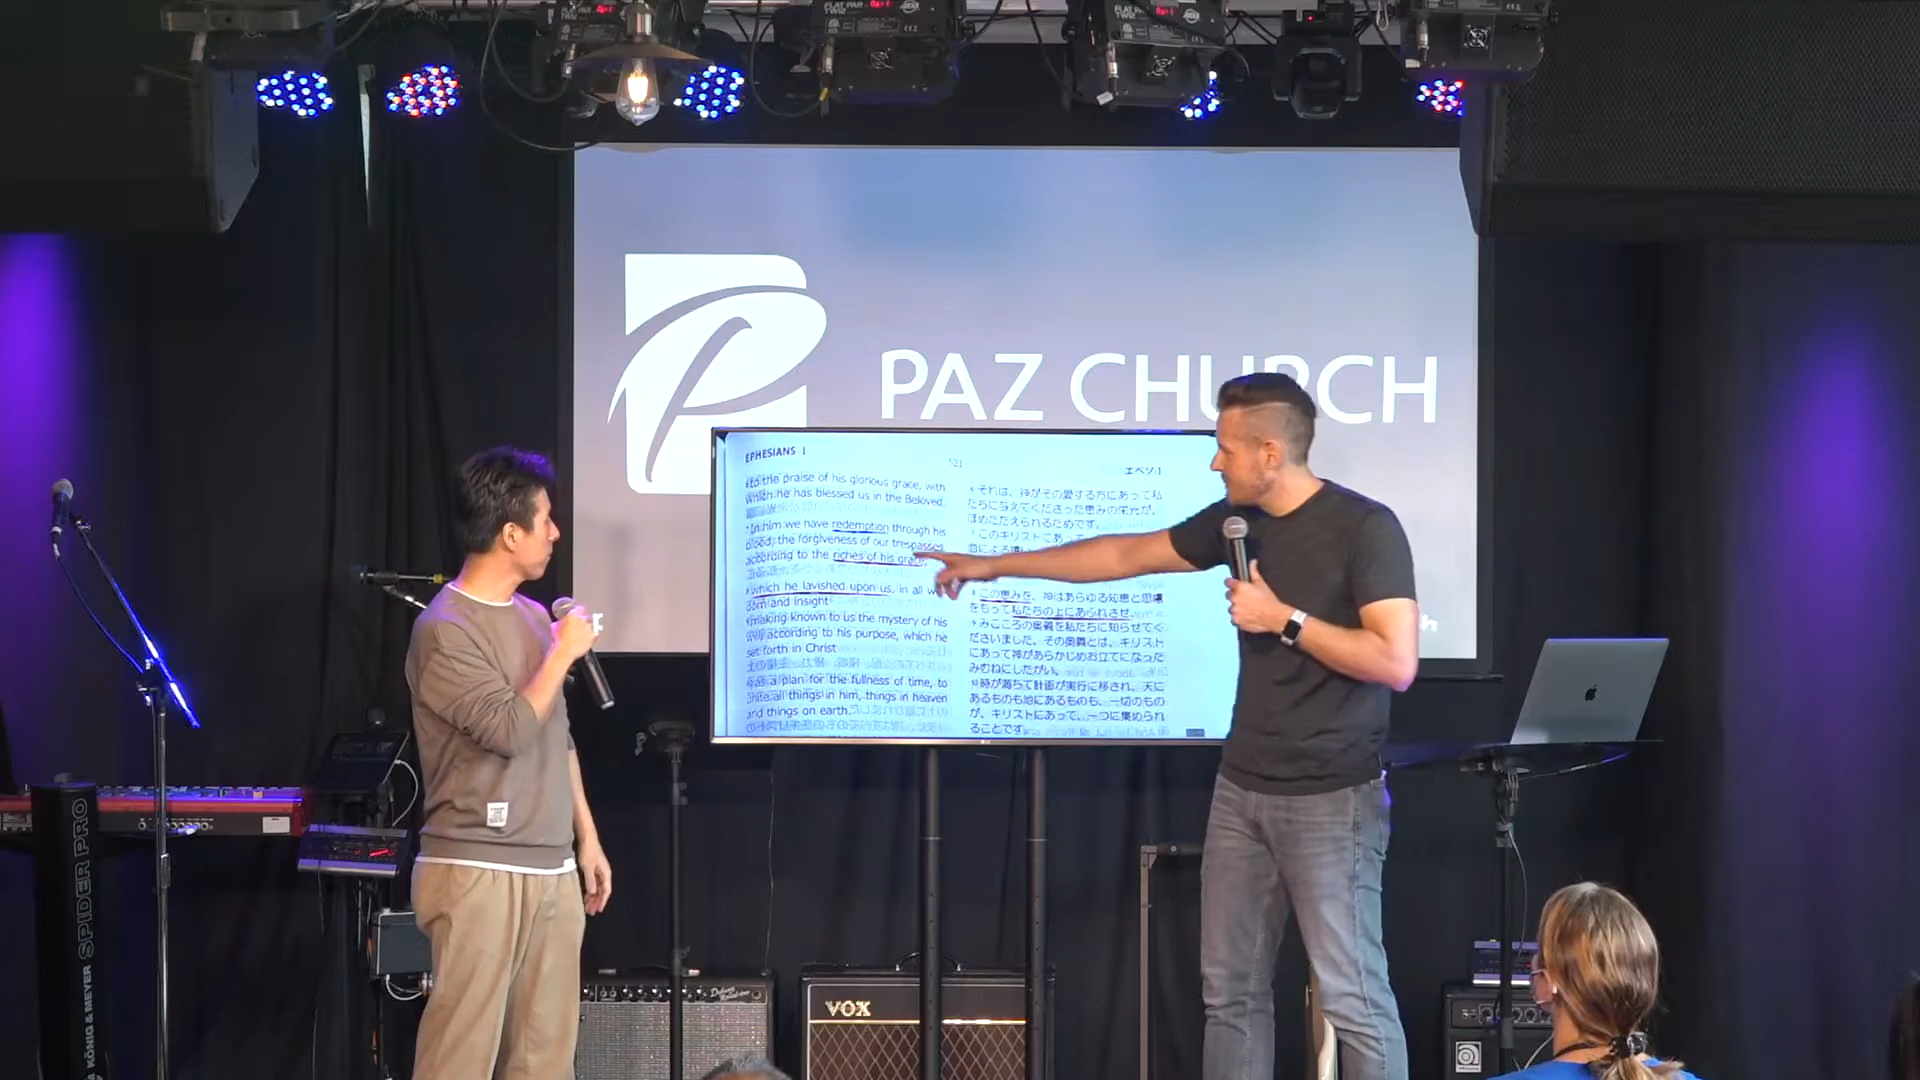 PAZ CHURCH
EPHESIANS 1
521
エペソ 1
to the praise of his glorious grace, with
which he has blessed us in the Beloved.
In him we have redemption through his
blood, the forgiveness of our trespasses,
according to the riches of his grace,
which he lavished upon us, in all
dom and insight
making known to us the mystery of his
will, according to his purpose, which he
set forth in Christ
as a plan for the fullness of time, to
unite all things in him, things in heaven
and things on earth.
それは、神がその愛する方にあって私
たちに与えてくださった恵みの栄光が、
ほめたたえられるためです。
このキリストにあって
この恵みを、神はあらゆる知恵と思慮
をもって私たちの上にあふれさせ、
みこころの奥義を私たちに知らせてく
ださいました。その奥義とは、キリスト
にあって神があらかじめお立てになった
みむねにしたがい、
時が満ちて計画が実行に移され、天に
あるものも地にあるものも、一切のもの
が、キリストにあって、一つに集められ
ることです。
SPIDER PRO
KÖNIG & MEYER
VOX
FLAT PAR
FLAT PAR